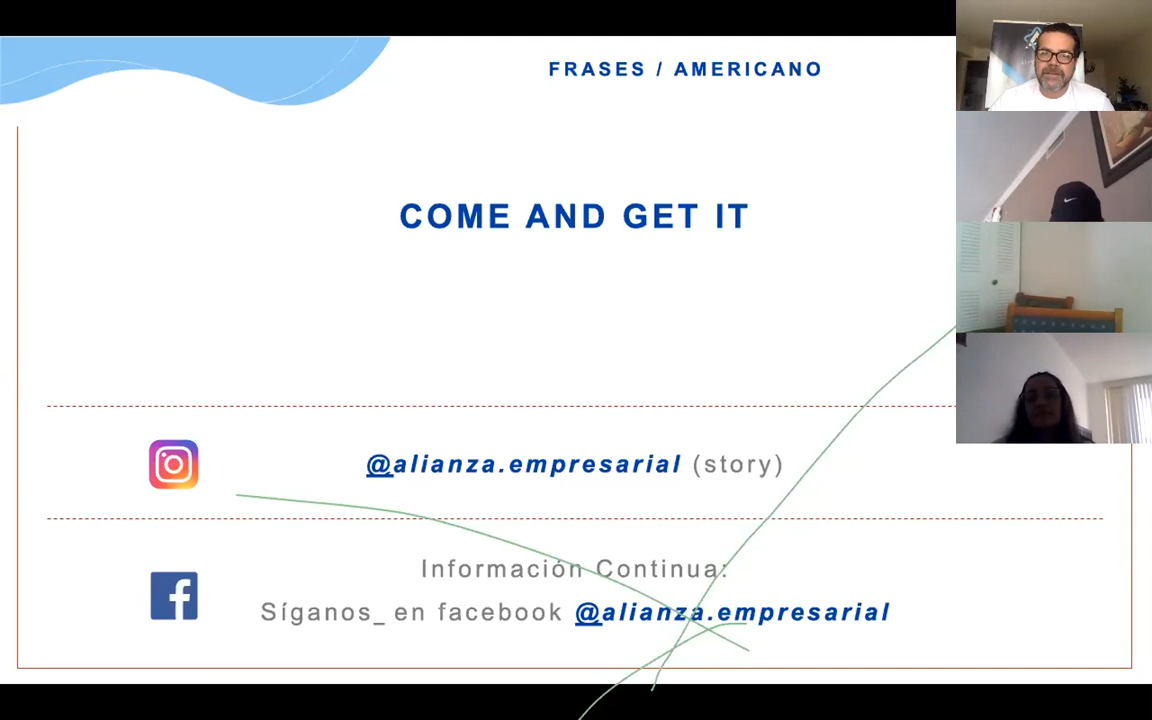 FRASES / AMERICANO
COME AND GET IT
@alianza.empresarial (story)
Información Continua:
Síganos_ en facebook @alianza.empresarial